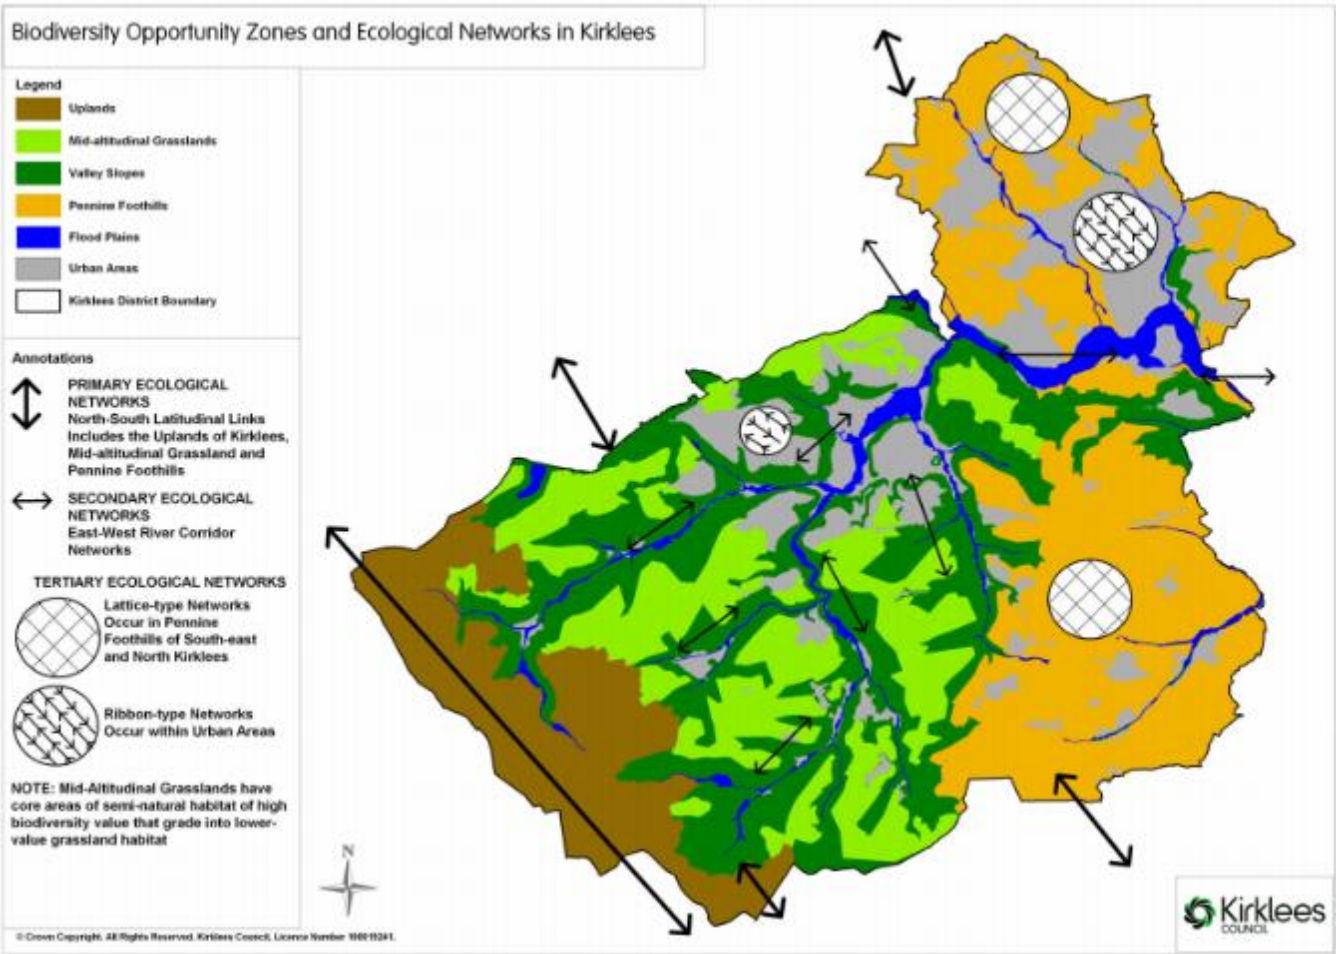 Biodiversity Opportunity Zones and Ecological Networks in Kirklees
Legend
Uplands
Mid-altitudinal Grasslands
Valley Slopes
Pennine Foothills
Flood Plains
Urban Areas
Kirklees District Boundary
Annotations
PRIMARY ECOLOGICAL
NETWORKS
North-South Latitudinal Links
Includes the Uplands of Kirklees,
Mid-altitudinal Grassland and
Pennine Foothills
SECONDARY ECOLOGICAL
NETWORKS
East-West River Corridor
Networks
TERTIARY ECOLOGICAL NETWORKS
Lattice-type Networks
Occur in Pennine
Foothills of South-east
and North Kirklees
Ribbon-type Networks
Occur within Urban Areas
NOTE: Mid-Altitudinal Grasslands have
core areas of semi-natural habitat of high
biodiversity value that grade into lower-
value grassland habitat
N
© Crown Copyright. All Rights Reserved. Kirklees Council, Licence Number
Kirklees
COUNCIL